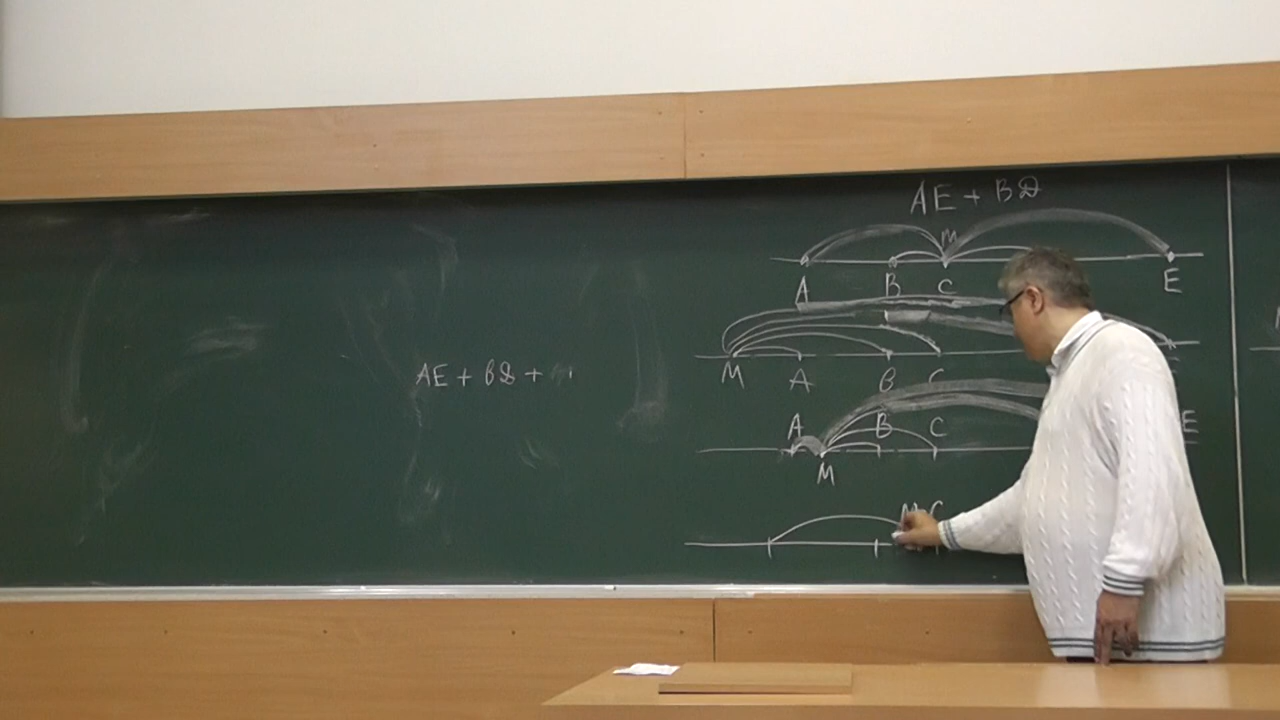 AE + BD
M
A B C E
M A B C
A B C E
M
M C
AE + BD +